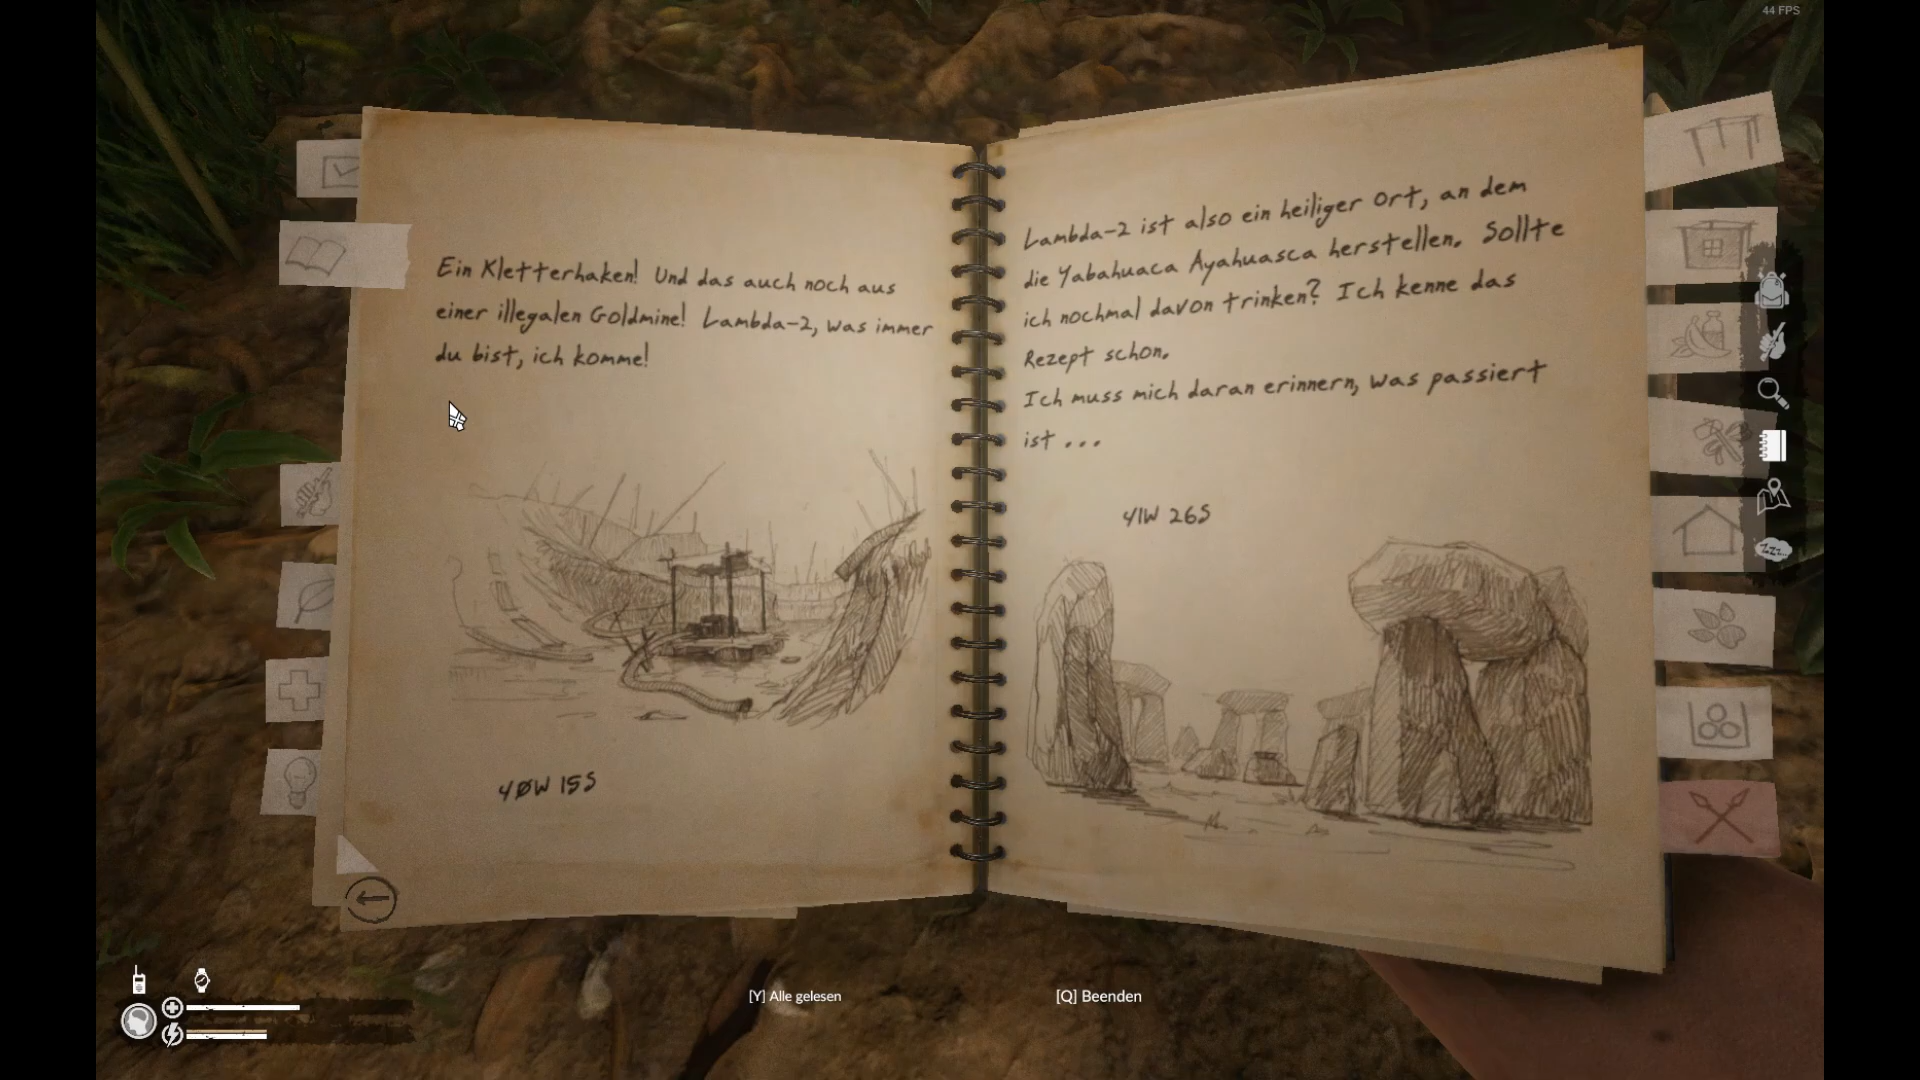 44 FPS
Ein Kletterhaken! Und das auch noch aus
einer illegalen Goldmine! Lambda-2, was immer
du bist, ich komme!
40W 15S
Lambda-2 ist also ein heiliger Ort, an dem
die Yabahuaca Ayahuasca herstellen. Sollte
ich nochmal davon trinken? Ich kenne das
Rezept schon.
Ich muss mich daran erinnern, was passiert
ist ...
41W 26S
Zzz...
[Y] Alle gelesen
[Q] Beenden